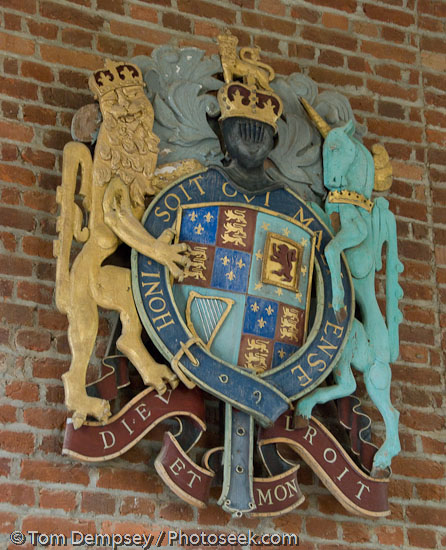 HONI SOIT QVI M ENSE
DIEV ET MON DROIT
© Tom Dempsey / Photoseek.com